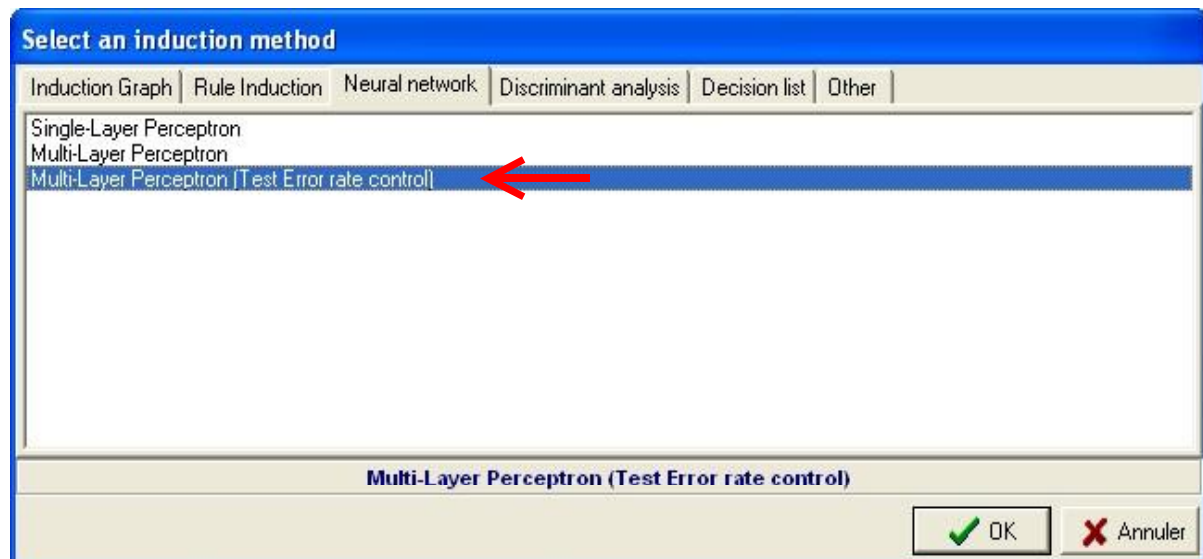 Select an induction method
Induction Graph Rule Induction Neural network Discriminant analysis Decision list Other
Single-Layer Perceptron
Multi-Layer Perceptron
Multi-Layer Perceptron (Test Error rate control)
Multi-Layer Perceptron (Test Error rate control)
OK Annuler